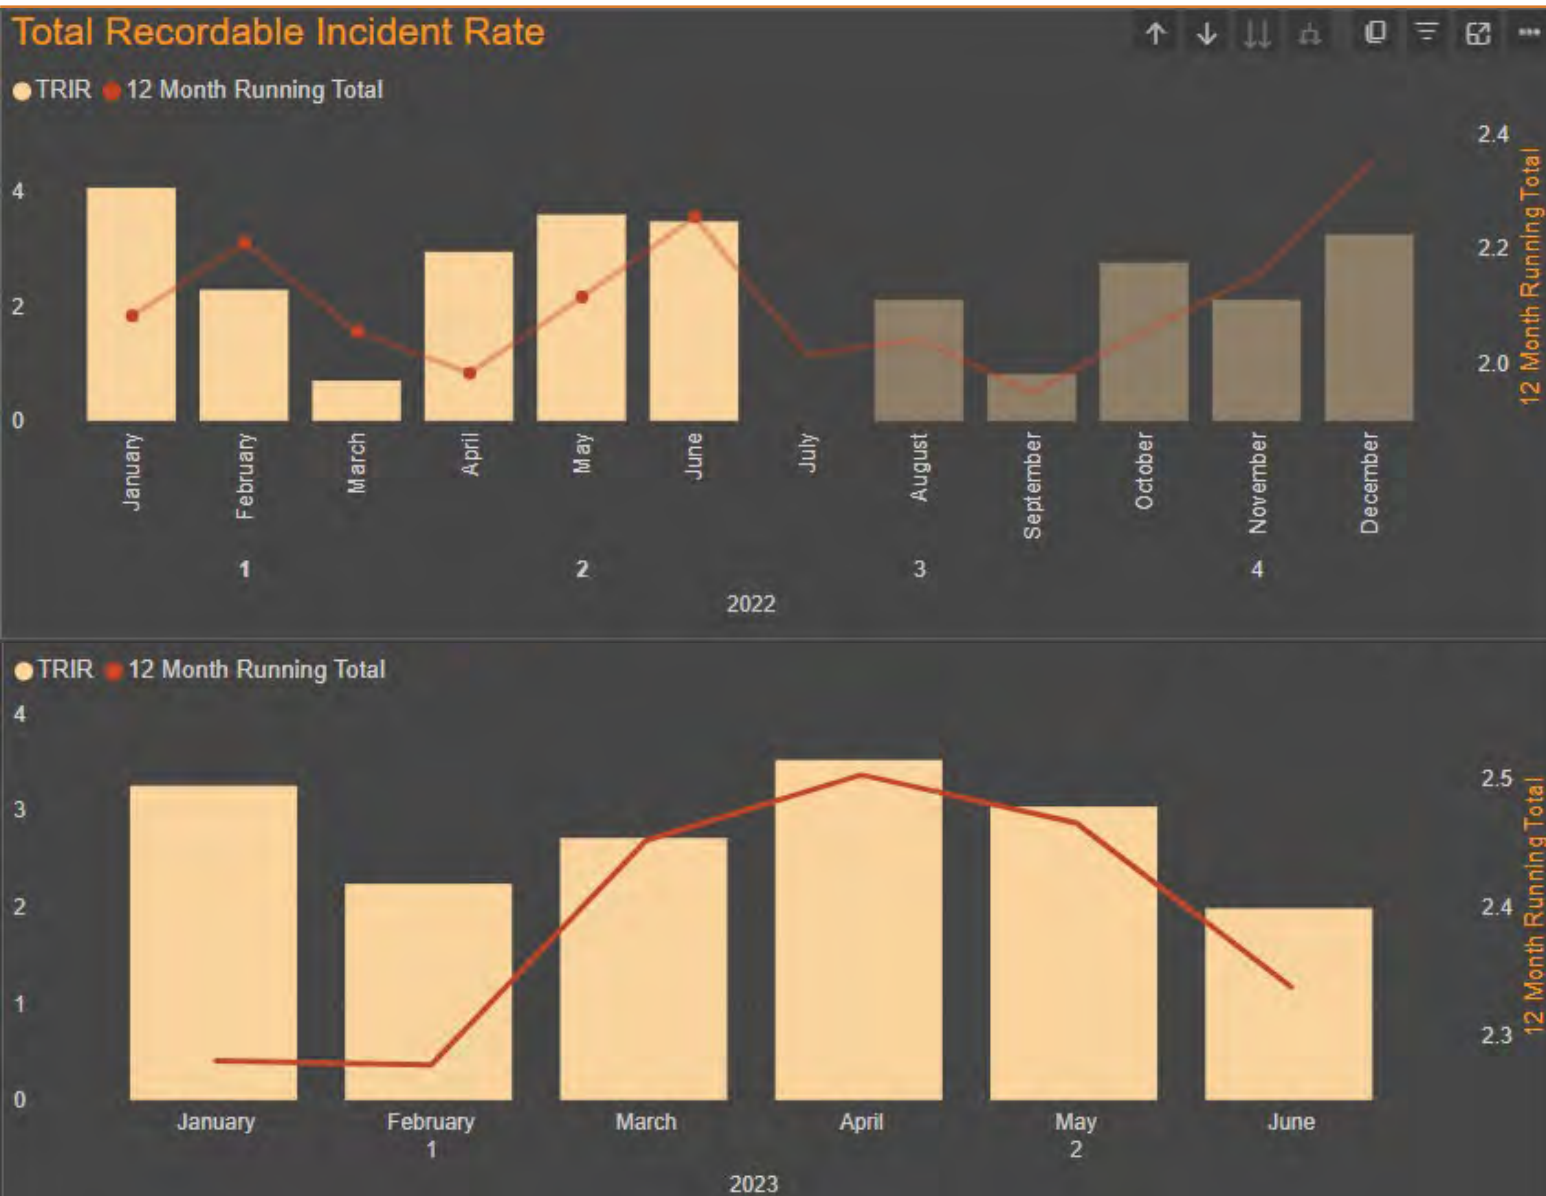 Total Recordable Incident Rate
TRIR 12 Month Running Total
4
2
0
2.4
2.2
2.0
12 Month Running Total
January February March April May June July August September October November December
1 2 3 4
2022
TRIR 12 Month Running Total
4
3
2
1
0
2.5
2.4
2.3
12 Month Running Total
January February March April May June
1 2
2023